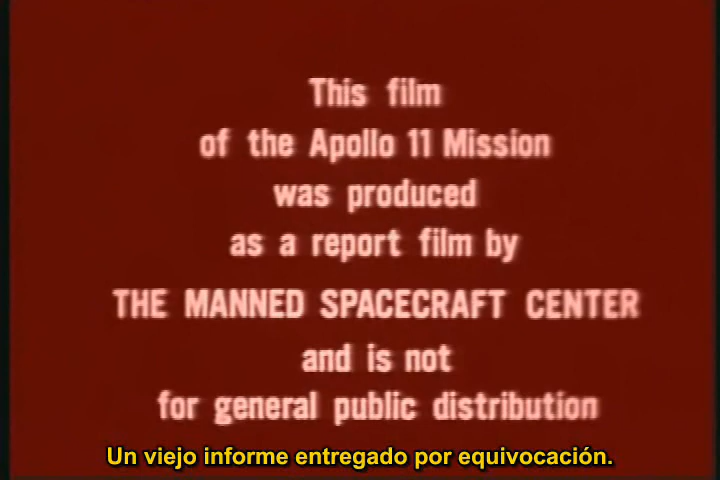 This film
of the Apollo 11 Mission
was produced
as a report film by
THE MANNED SPACECRAFT CENTER
and is not
for general public distribution
Un viejo informe entregado por equivocación.